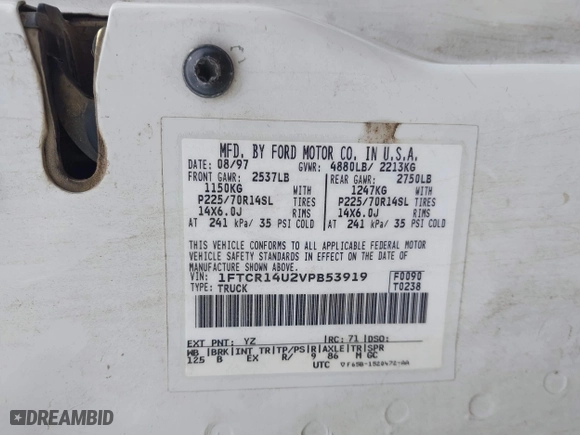 MFD. BY FORD MOTOR CO. IN U.S.A.
DATE: 08/97 GVWR: 4880LB/ 2213KG
FRONT GAWR: 2537LB REAR GAWR: 2750LB
1150KG WITH 1247KG WITH
P225/70R14SL TIRES P225/70R14SL TIRES
14X6.0J RIMS 14X6.0J RIMS
AT 241 kPa/ 35 PSI COLD AT 241 kPa/ 35 PSI COLD
THIS VEHICLE CONFORMS TO ALL APPLICABLE FEDERAL MOTOR
VEHICLE SAFETY STANDARDS IN EFFECT ON THE DATE OF
MANUFACTURE SHOWN ABOVE.
VIN: 1FTCR14U2VPB53919 F0090
TYPE: TRUCK T0238
EXT PNT: YZ RC: 71 DSO:
WB BRK INT TR TP/PS R AXLE TR SPR
125 B EX R/ 9 86 M GC
UTC
DREAMBID